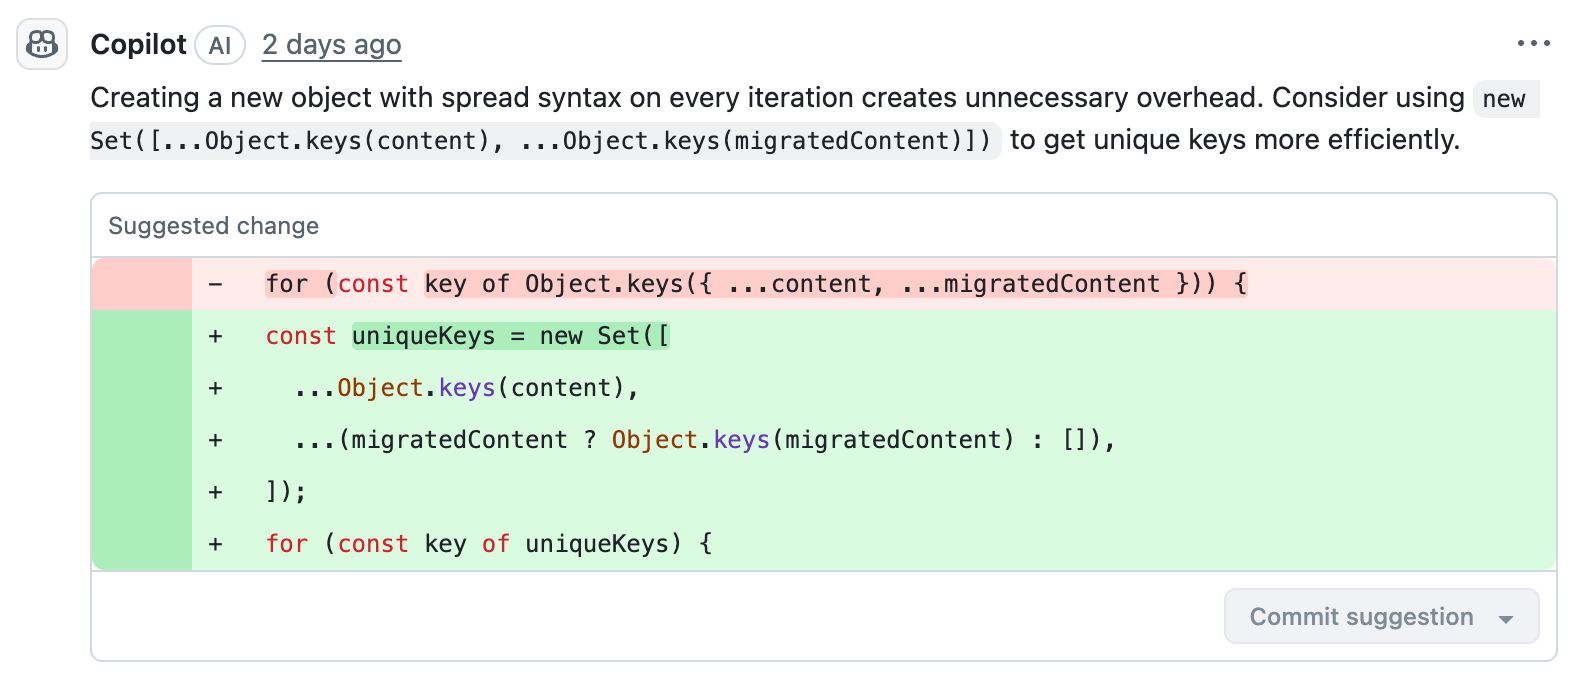 Copilot AI 2 days ago
Creating a new object with spread syntax on every iteration creates unnecessary overhead. Consider using new
Set([...Object.keys(content), ...Object.keys(migratedContent)]) to get unique keys more efficiently.
Suggested change
- for (const key of Object.keys({ ...content, ...migratedContent })) {
+ const uniqueKeys = new Set([
+ ...Object.keys(content),
+ ...(migratedContent ? Object.keys(migratedContent) : []),
+ ]);
+ for (const key of uniqueKeys) {
Commit suggestion